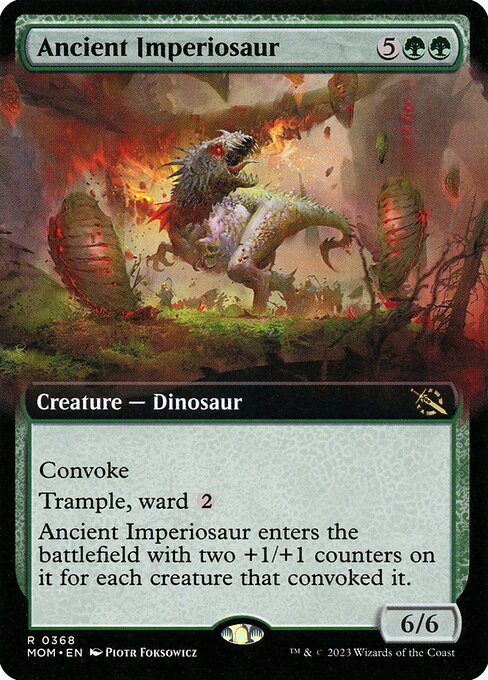 Ancient Imperiosaur 5
Creature — Dinosaur
Convoke
Trample, ward 2
Ancient Imperiosaur enters the
battlefield with two +1/+1 counters on
it for each creature that convoked it.
6/6
R 0368
MOM • EN Piotr Foksowicz
™ & © 2023 Wizards of the Coast